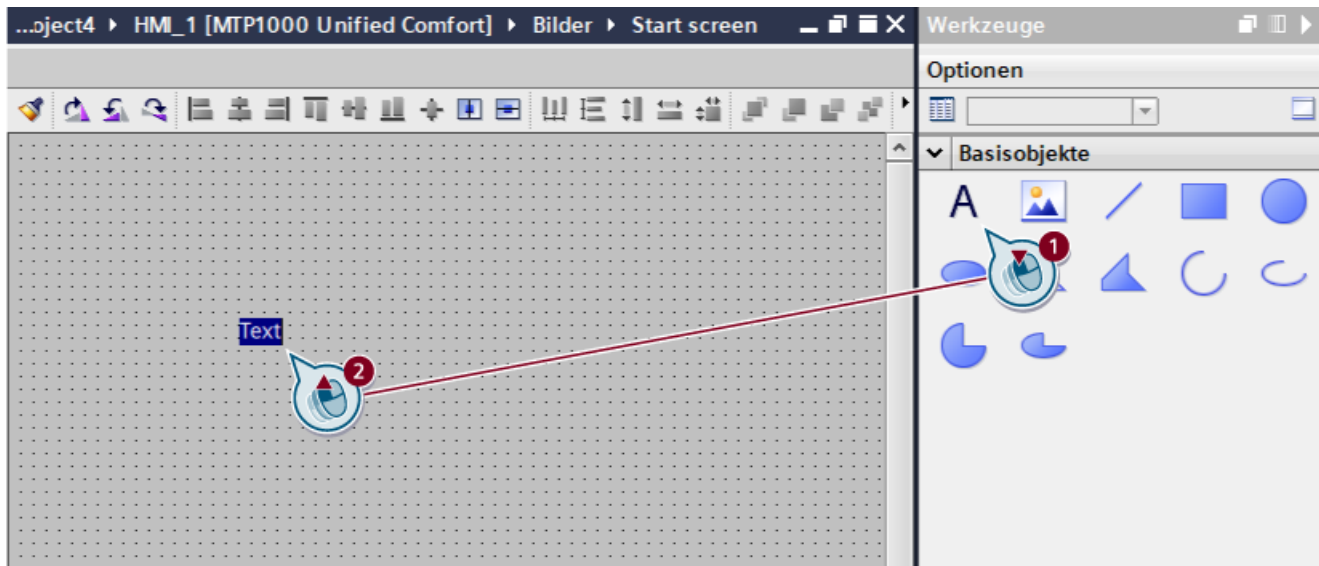 ...oject4 ▸ HMI_1 [MTP1000 Unified Comfort] ▸ Bilder ▸ Start screen
Werkzeuge
Optionen
Basisobjekte
A
1
Text
2